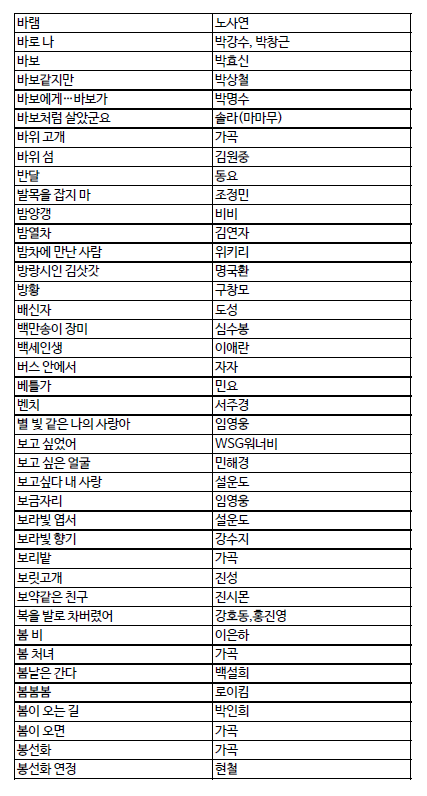 바램 노사연
바로 나 박강수, 박창근
바보 박효신
바보같지만 박상철
바보에게…바보가 박명수
바보처럼 살았군요 솔라(마마무)
바위 고개 가곡
바위 섬 김원중
반달 동요
발목을 잡지 마 조정민
밤양갱 비비
밤열차 김연자
밤차에 만난 사람 위키리
방랑시인 김삿갓 명국환
방황 구창모
배신자 도성
백만송이 장미 심수봉
백세인생 이애란
버스 안에서 자자
베틀가 민요
벤치 서주경
별 빛 같은 나의 사랑아 임영웅
보고 싶었어 WSG워너비
보고 싶은 얼굴 민해경
보고싶다 내 사랑 설운도
보금자리 임영웅
보라빛 엽서 설운도
보라빛 향기 강수지
보리밭 가곡
보릿고개 진성
보약같은 친구 진시몬
복을 발로 차버렸어 강호동,홍진영
봄 비 이은하
봄 처녀 가곡
봄날은 간다 백설희
봄봄봄 로이킴
봄이 오는 길 박인희
봄이 오면 가곡
봉선화 가곡
봉선화 연정 현철